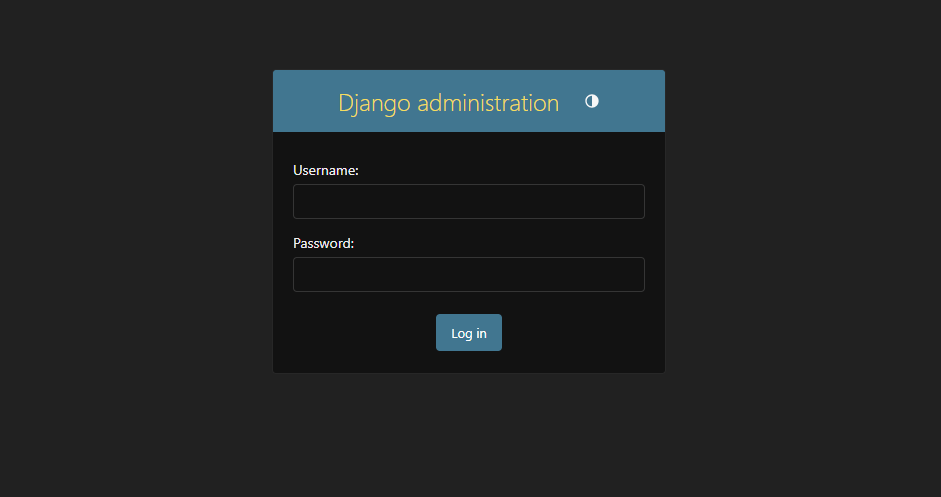 Django administration
Username:
Password:
Log in